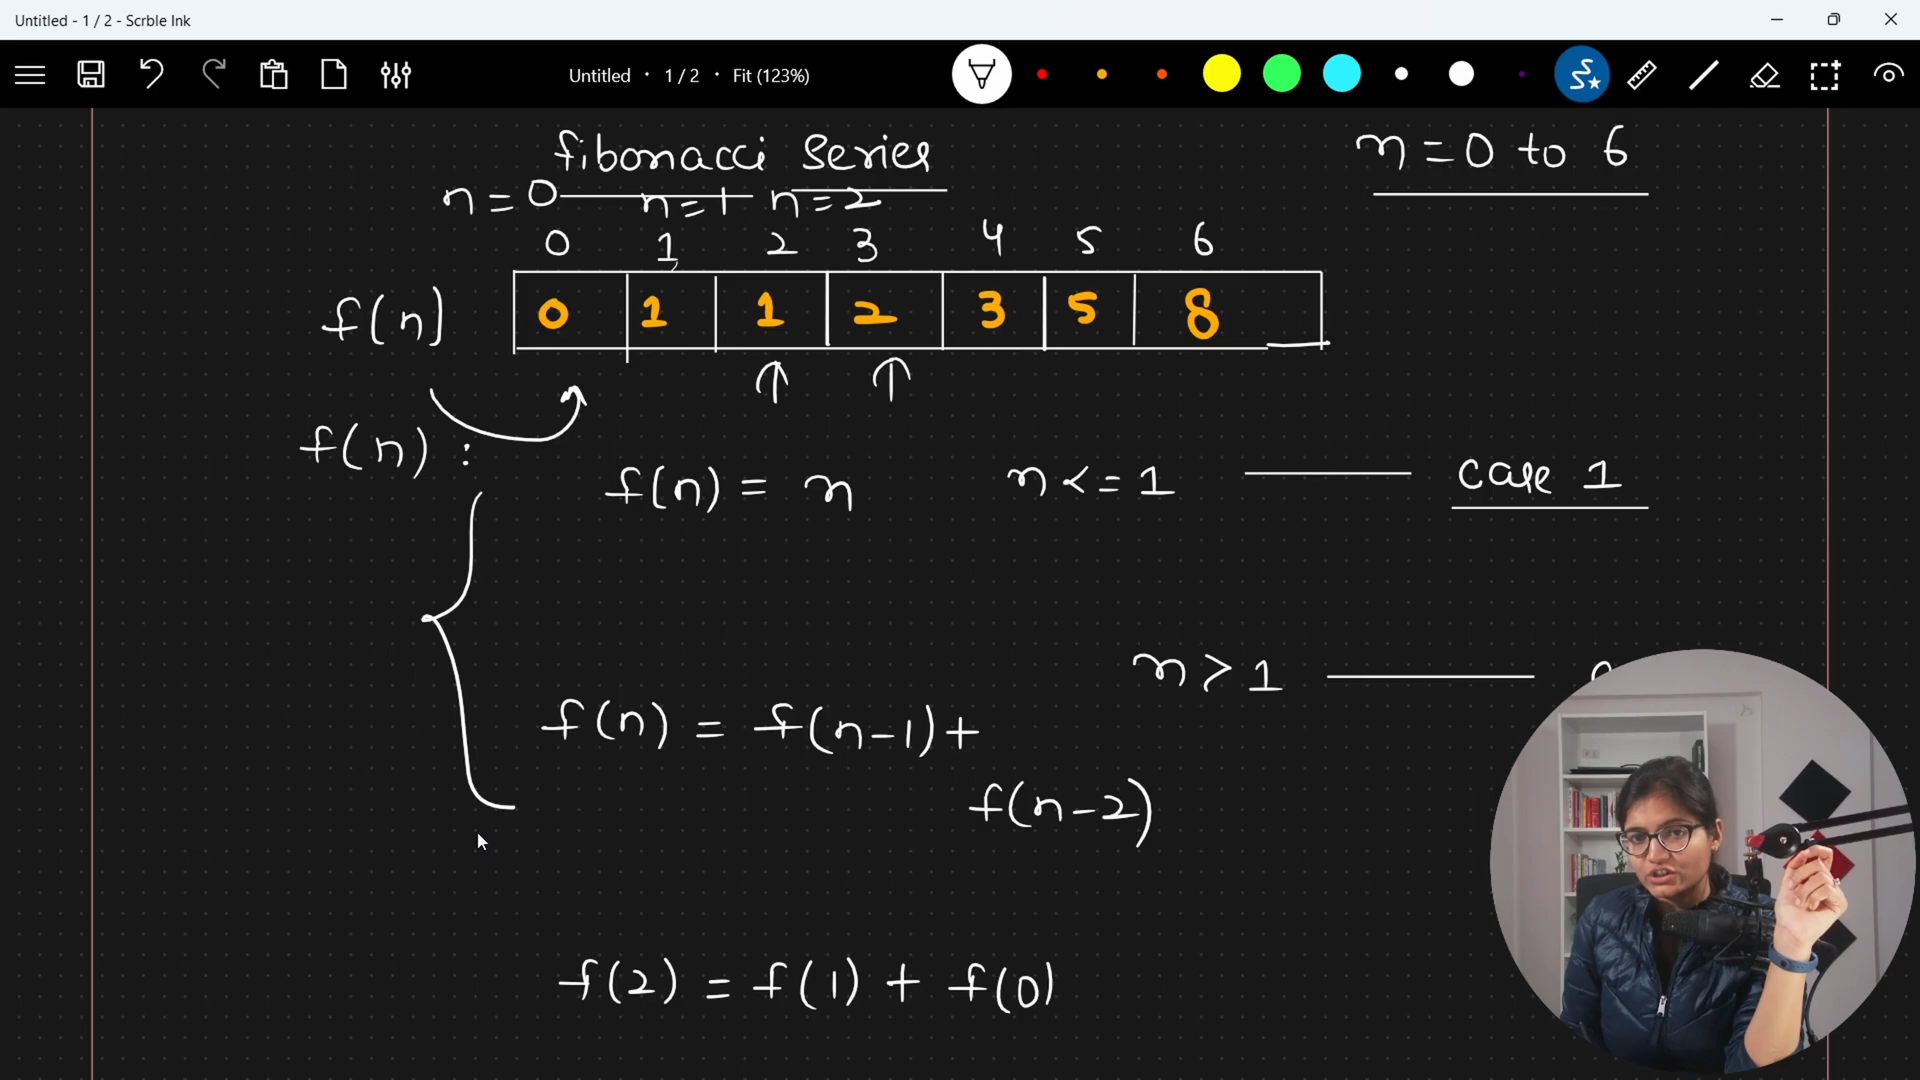 Untitled - 1 / 2 - Scrble Ink
Untitled • 1 / 2 • Fit (123%)
fibonacci series
n = 0 to 6
n = 0 n = 1 n = 2
0 1 2 3 4 5 6
f(n) 0 1 1 2 3 5 8
f(n) :
f(n) = n n <= 1 case 1
n > 1
f(n) = f(n-1) +
f(n-2)
f(2) = f(1) + f(0)